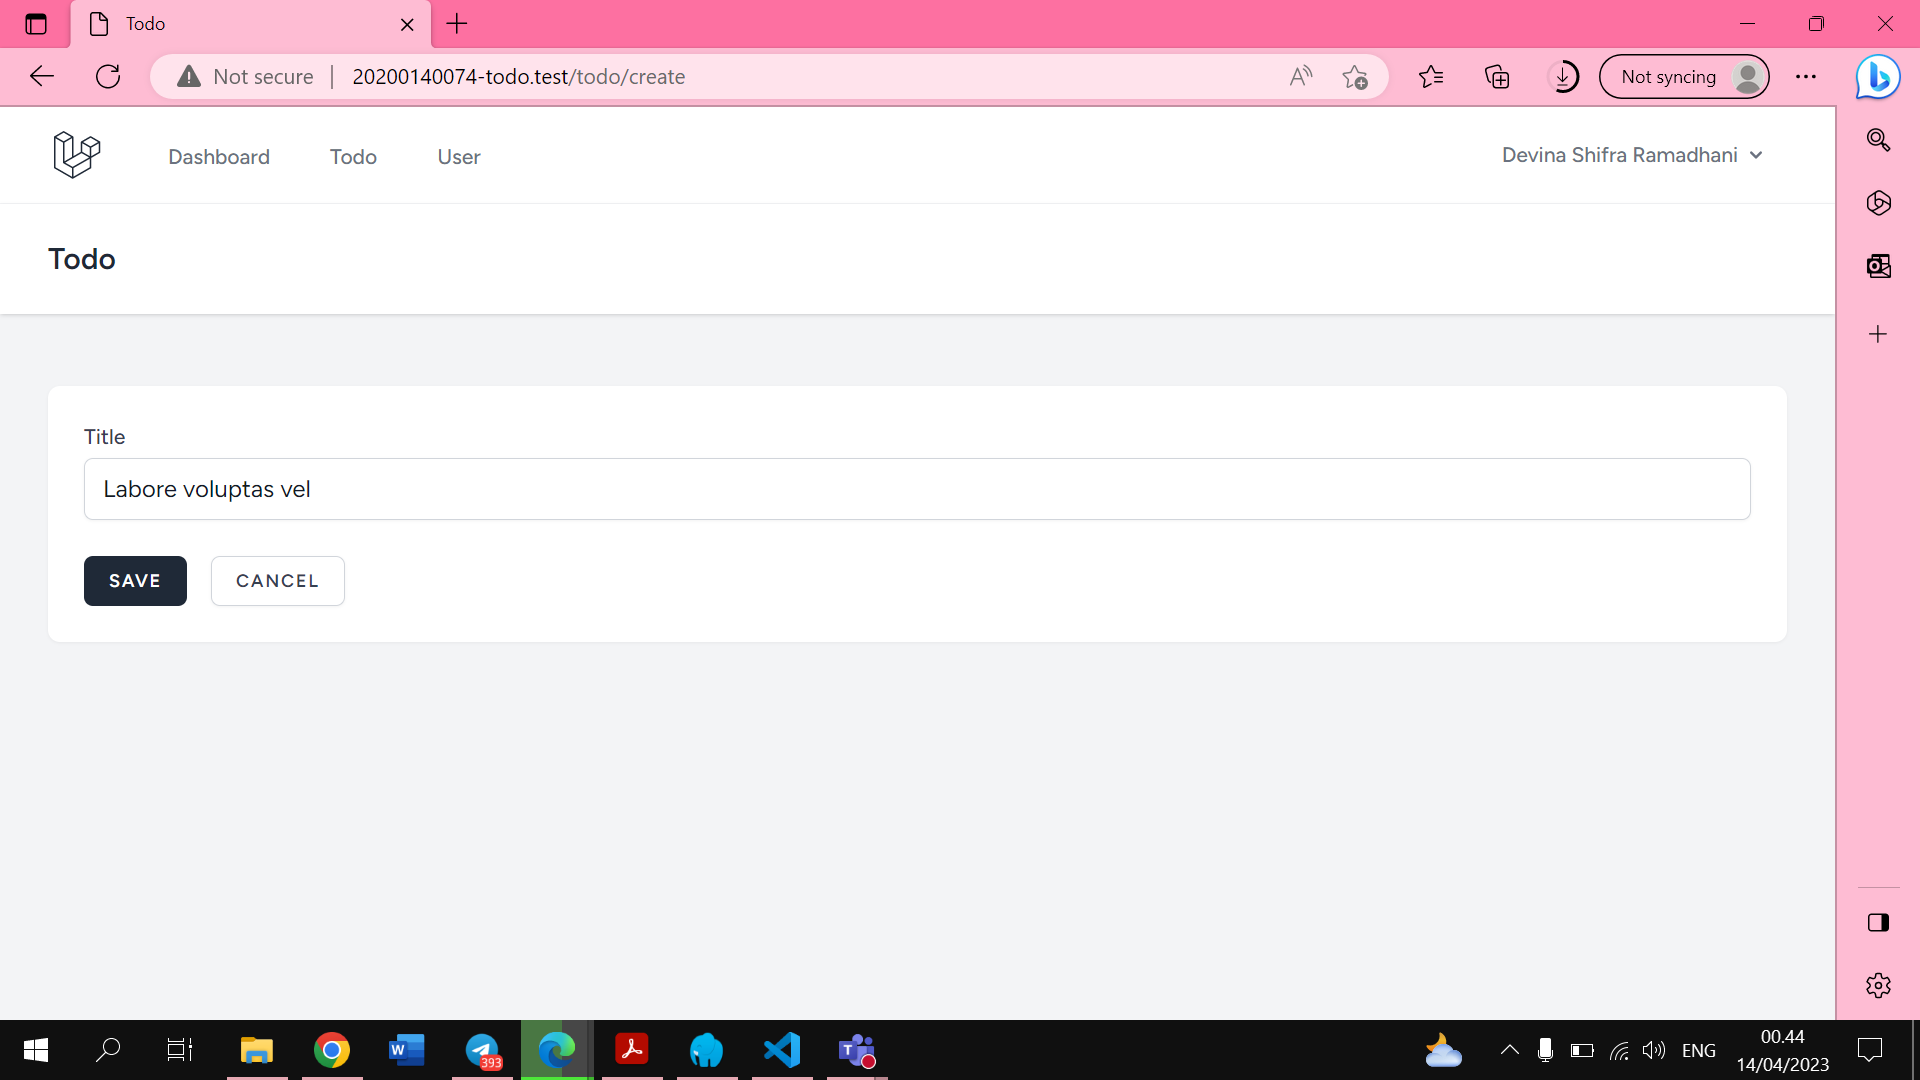 Todo
Not secure
20200140074-todo.test/todo/create
Not syncing
Dashboard
Todo
User
Devina Shifra Ramadhani
Todo
Title
Labore voluptas vel
SAVE
CANCEL
393
ENG
00.44
14/04/2023